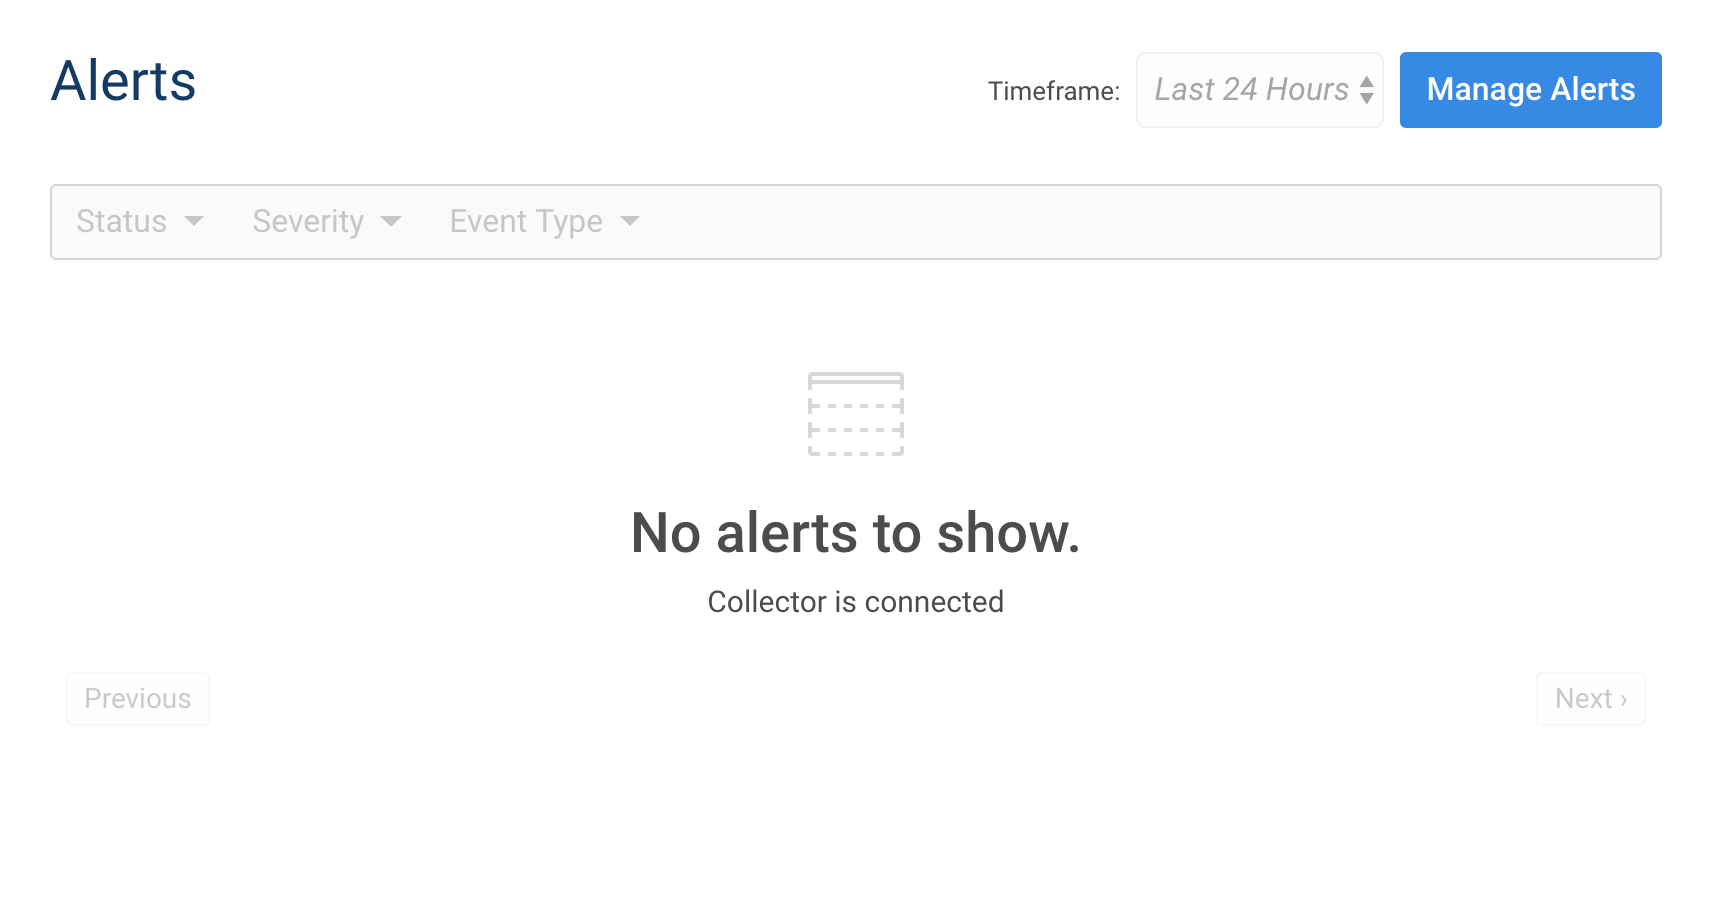 Alerts
Timeframe: Last 24 Hours Manage Alerts
Status Severity Event Type
No alerts to show.
Collector is connected
Previous Next ›